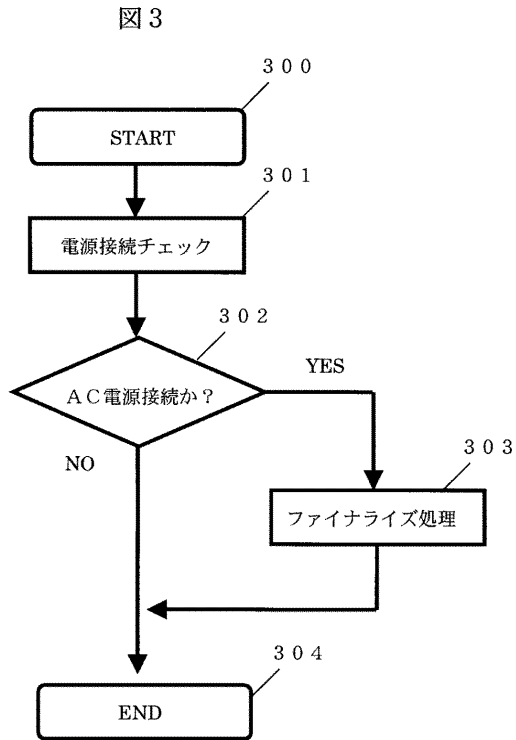 図３
３００
START
３０１
電源接続チェック
３０２
ＡＣ電源接続か？
YES
NO
３０３
ファイナライズ処理
３０４
END